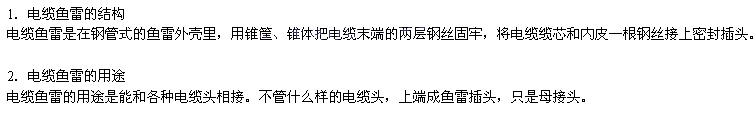 1. 电缆鱼雷的结构
电缆鱼雷是在钢管式的鱼雷外壳里，用锥筐、锥体把电缆末端的两层钢丝固牢，将电缆缆芯和内皮一根钢丝接上密封插头。
2. 电缆鱼雷的用途
电缆鱼雷的用途是能和各种电缆头相接。不管什么样的电缆头，上端成鱼雷插头，只是母接头。